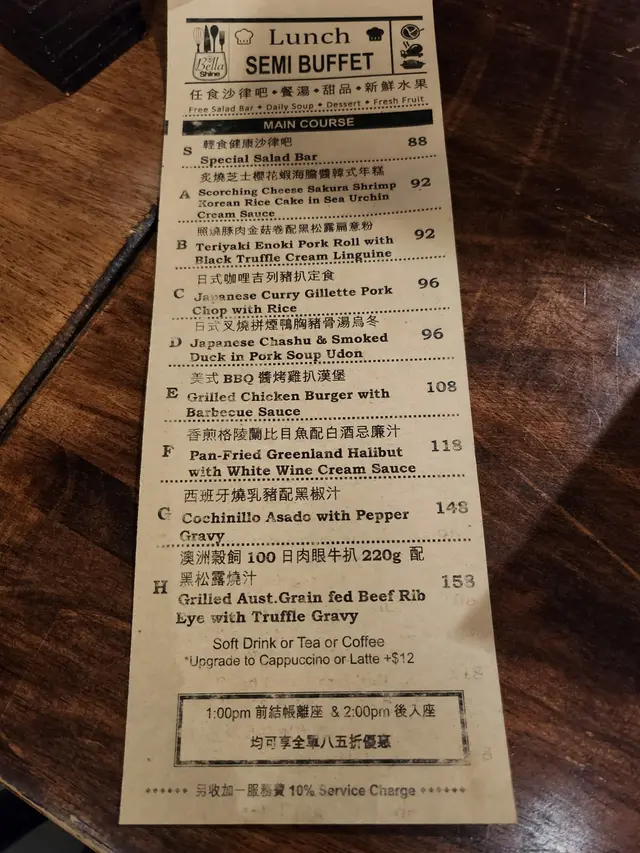 Bella
Shine
Lunch
SEMI BUFFET
任食沙律吧 • 餐湯 • 甜品 • 新鮮水果
Free Salad Bar • Daily Soup • Dessert • Fresh Fruit
MAIN COURSE
S 輕食健康沙律吧 88
Special Salad Bar
炙燒芝士櫻花蝦海膽醬韓式年糕
A Scorching Cheese Sakura Shrimp 92
Korean Rice Cake in Sea Urchin
Cream Sauce
照燒豚肉金菇卷配黑松露扁意粉
B Teriyaki Enoki Pork Roll with 92
Black Truffle Cream Linguine
日式咖哩吉列豬扒定食
C Japanese Curry Gillette Pork 96
Chop with Rice
日式叉燒拼煙鴨胸豬骨湯烏冬
D Japanese Chashu & Smoked 96
Duck in Pork Soup Udon
美式 BBQ 醬烤雞扒漢堡
E Grilled Chicken Burger with 108
Barbecue Sauce
香煎格陵蘭比目魚配白酒忌廉汁
F Pan-Fried Greenland Halibut 118
with White Wine Cream Sauce
西班牙燒乳豬配黑椒汁
G Cochinillo Asado with Pepper 148
Gravy
澳洲穀飼 100 日肉眼牛扒 220g 配
黑松露燒汁
H Grilled Aust.Grain fed Beef Rib 158
Eye with Truffle Gravy
Soft Drink or Tea or Coffee
*Upgrade to Cappuccino or Latte +$12
1:00pm 前結帳離座 & 2:00pm 後入座
均可享全單八五折優惠
另收加一服務費 10% Service Charge